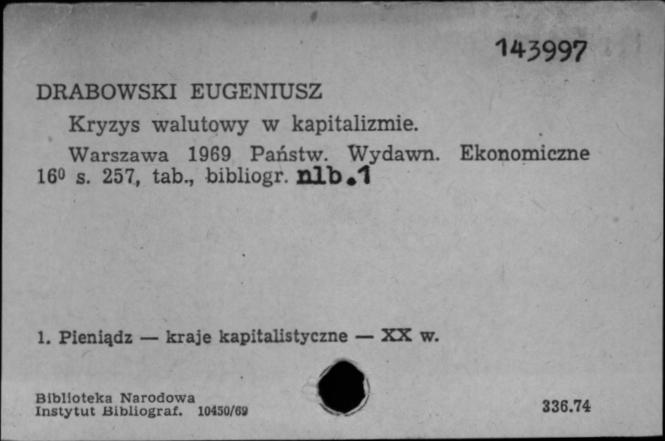 143997
DRABOWSKI EUGENIUSZ
Kryzys walutowy w kapitalizmie.
Warszawa 1969 Państw. Wydawn. Ekonomiczne
16⁰ s. 257, tab., bibliogr. nlb.1
1. Pieniądz — kraje kapitalistyczne — XX w.
Biblioteka Narodowa
Instytut Bibliograf. 10450/69
336.74